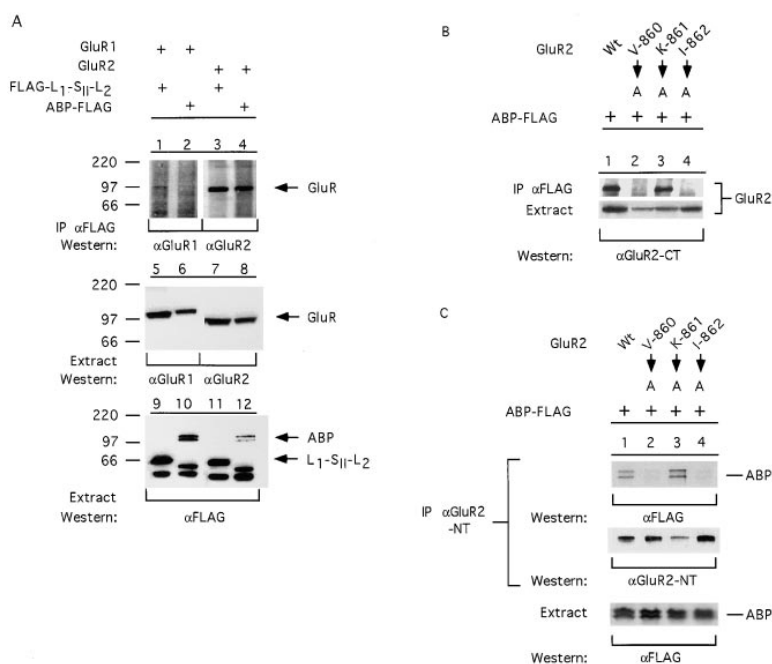 A
GluR1 + +
GluR2 + +
FLAG-L1-SII-L2 + +
ABP-FLAG + +
1 2 3 4
220
97
66
GluR
IP αFLAG
Western: αGluR1 αGluR2
5 6 7 8
220
97
66
GluR
Extract
Western: αGluR1 αGluR2
9 10 11 12
220
97
66
ABP
L1-SII-L2
Extract
Western: αFLAG
B
GluR2 Wt V-860 K-861 I-862
A A A
ABP-FLAG + + + +
1 2 3 4
IP αFLAG
Extract
GluR2
Western: αGluR2-CT
C
GluR2 Wt V-860 K-861 I-862
A A A
ABP-FLAG + + + +
1 2 3 4
ABP
IP αGluR2
-NT
Western: αFLAG
Western: αGluR2-NT
Extract ABP
Western: αFLAG